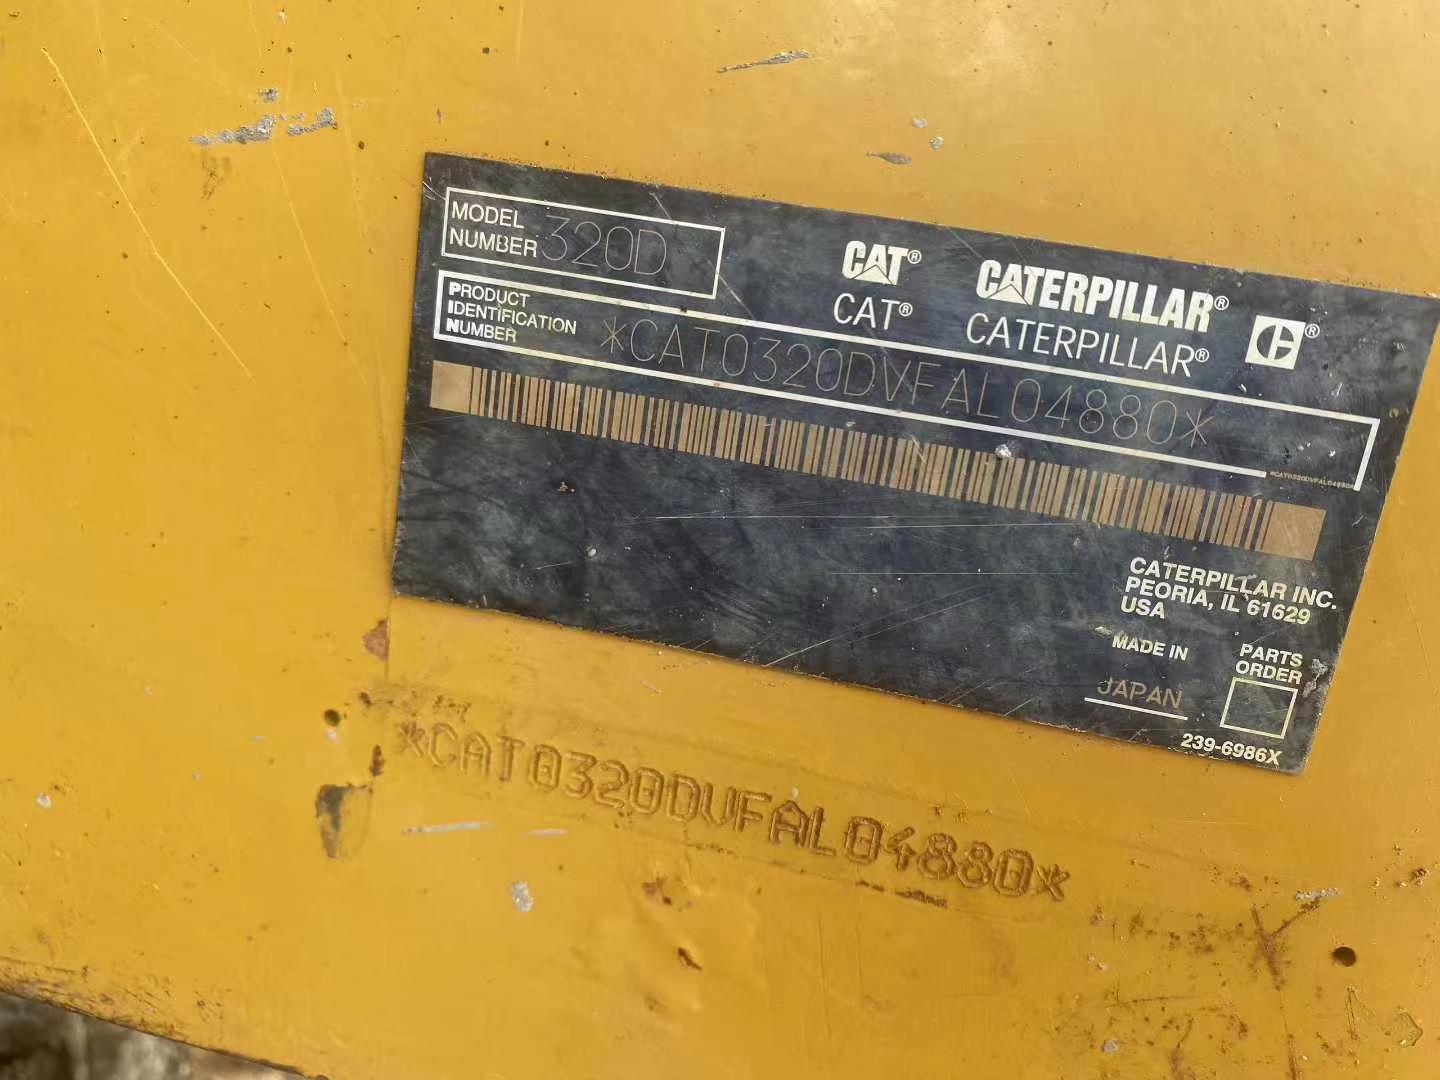 MODEL
NUMBER 320D
CAT® CATERPILLAR®
CAT® CATERPILLAR® ®
PRODUCT
IDENTIFICATION
NUMBER
*CAT0320DVFAL04880*
*CAT0320DVFAL04880*
CATERPILLAR INC.
PEORIA, IL 61629
USA
MADE IN
JAPAN
PARTS
ORDER
239-6986X
*CAT0320DVFAL04880*